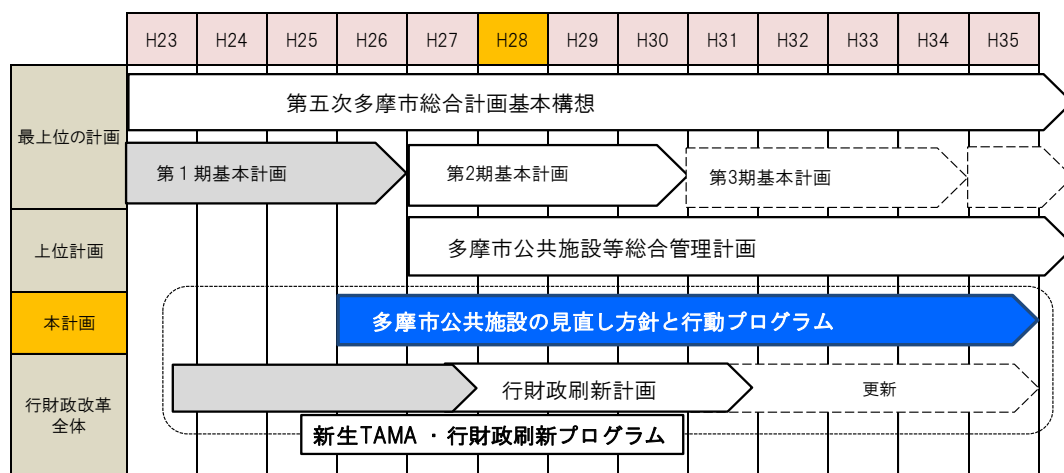 H23 H24 H25 H26 H27 H28 H29 H30 H31 H32 H33 H34 H35
最上位の計画
第五次多摩市総合計画基本構想
第１期基本計画
第2期基本計画
第3期基本計画
上位計画
多摩市公共施設等総合管理計画
本計画
多摩市公共施設の見直し方針と行動プログラム
行財政改革
全体
行財政刷新計画
更新
新生TAMA ・行財政刷新プログラム